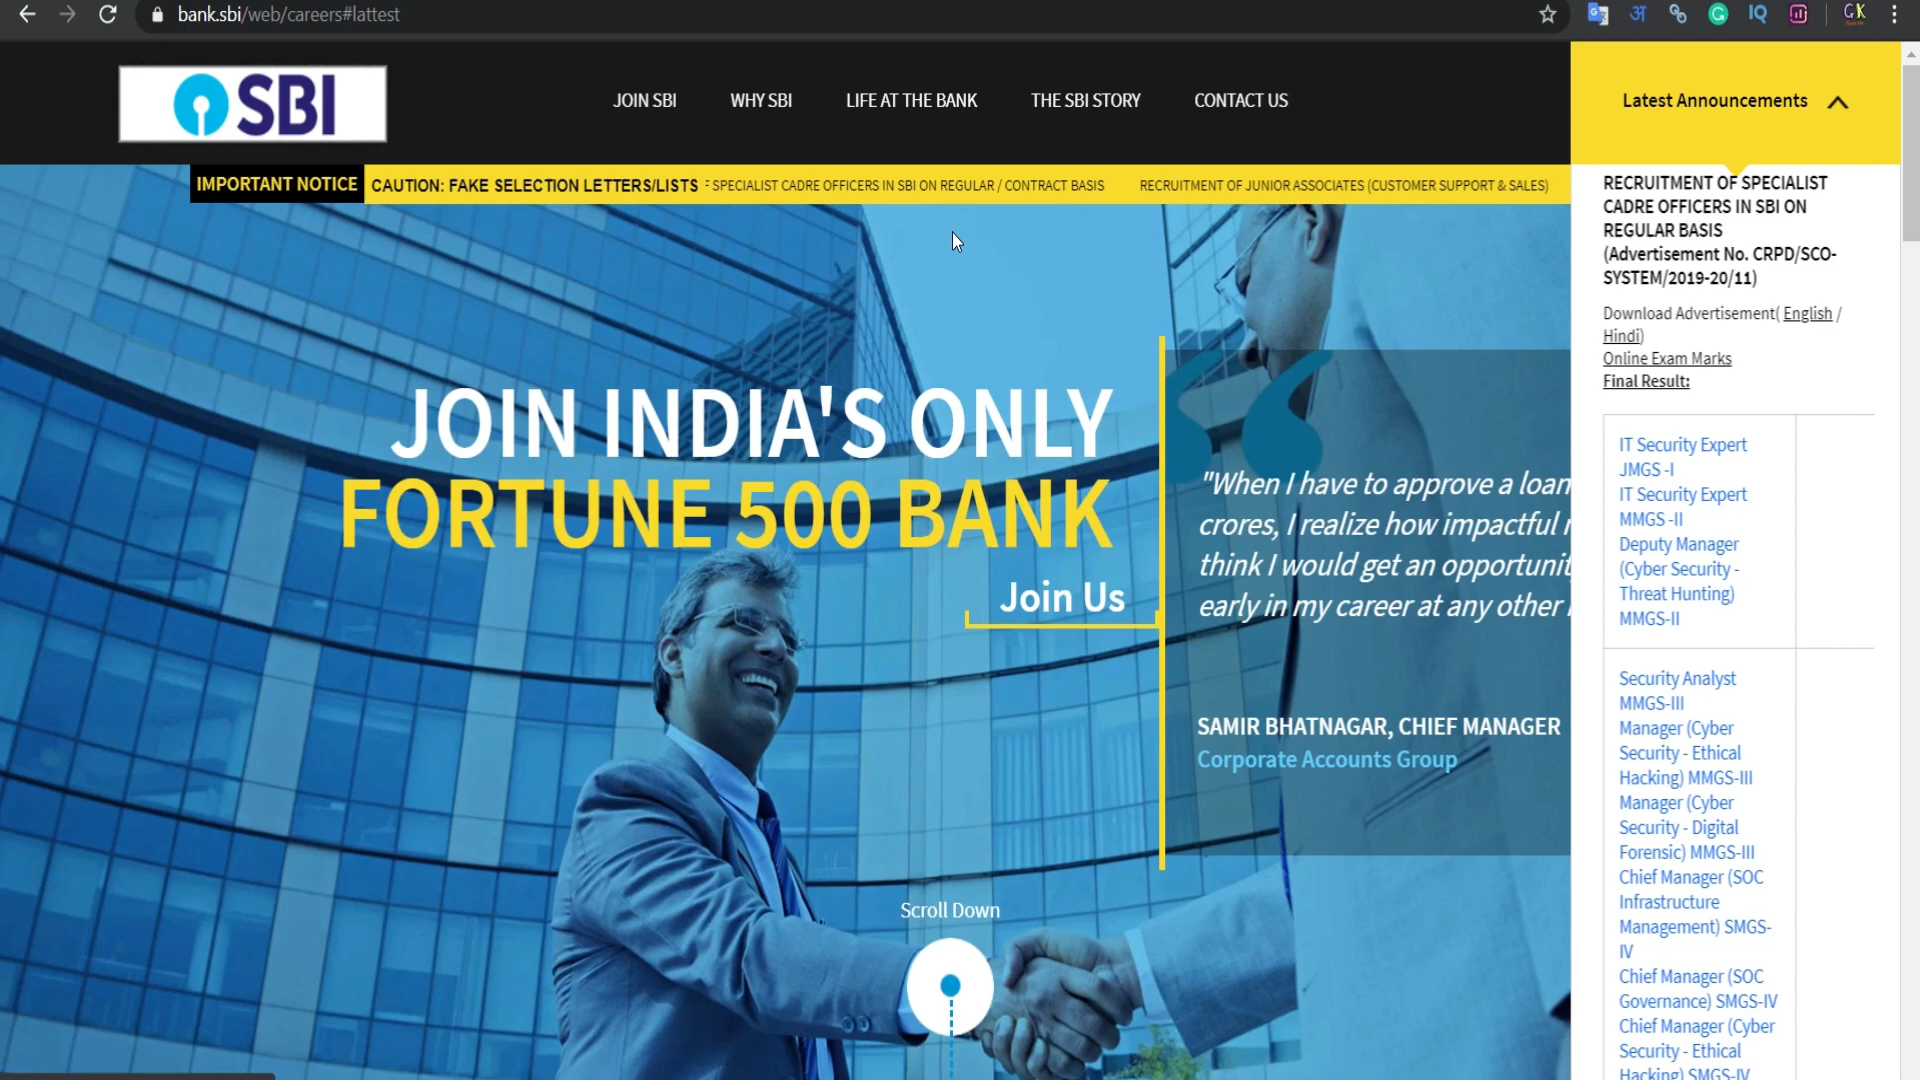 bank.sbi/web/careers#lattest
SBI
JOIN SBI
WHY SBI
LIFE AT THE BANK
THE SBI STORY
CONTACT US
Latest Announcements
IMPORTANT NOTICE
CAUTION: FAKE SELECTION LETTERS/LISTS
SPECIALIST CADRE OFFICERS IN SBI ON REGULAR / CONTRACT BASIS
RECRUITMENT OF JUNIOR ASSOCIATES (CUSTOMER SUPPORT & SALES)
JOIN INDIA'S ONLY
FORTUNE 500 BANK
Join Us
"When I have to approve a loan
crores, I realize how impactful
think I would get an opportunit
early in my career at any other
SAMIR BHATNAGAR, CHIEF MANAGER
Corporate Accounts Group
Scroll Down
RECRUITMENT OF SPECIALIST
CADRE OFFICERS IN SBI ON
REGULAR BASIS
(Advertisement No. CRPD/SCO-
SYSTEM/2019-20/11)
Download Advertisement( English /
Hindi)
Online Exam Marks
Final Result:
IT Security Expert
JMGS -I
IT Security Expert
MMGS -II
Deputy Manager
(Cyber Security -
Threat Hunting)
MMGS-II
Security Analyst
MMGS-III
Manager (Cyber
Security - Ethical
Hacking) MMGS-III
Manager (Cyber
Security - Digital
Forensic) MMGS-III
Chief Manager (SOC
Infrastructure
Management) SMGS-
IV
Chief Manager (SOC
Governance) SMGS-IV
Chief Manager (Cyber
Security - Ethical
Hacking) SMGS-IV